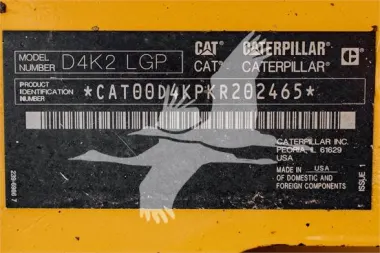 MODEL NUMBER D4K2 LGP
CAT CATERPILLAR C
CAT® CATERPILLAR®
PRODUCT IDENTIFICATION NUMBER *CAT00D4KPKR202465*
CATERPILLAR INC.
PEORIA, IL 61629
USA
MADE IN USA
OF DOMESTIC AND
FOREIGN COMPONENTS
ISSUE 1